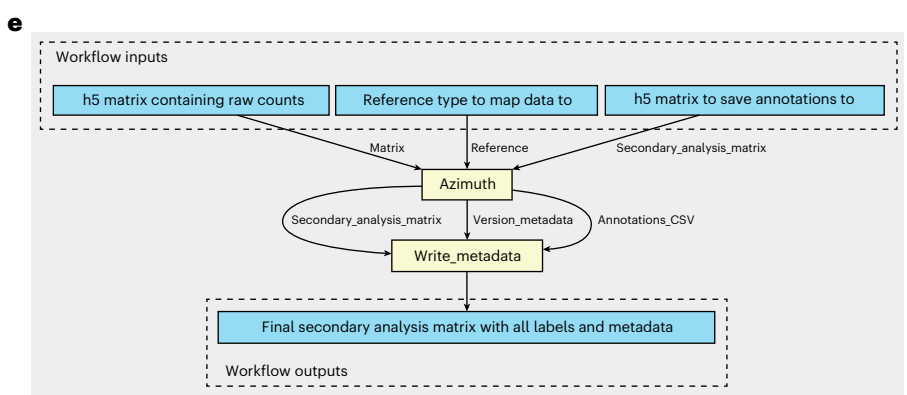 e
Workflow inputs
h5 matrix containing raw counts
Reference type to map data to
h5 matrix to save annotations to
Matrix
Reference
Secondary_analysis_matrix
Azimuth
Secondary_analysis_matrix
Version_metadata
Annotations_CSV
Write_metadata
Final secondary analysis matrix with all labels and metadata
Workflow outputs